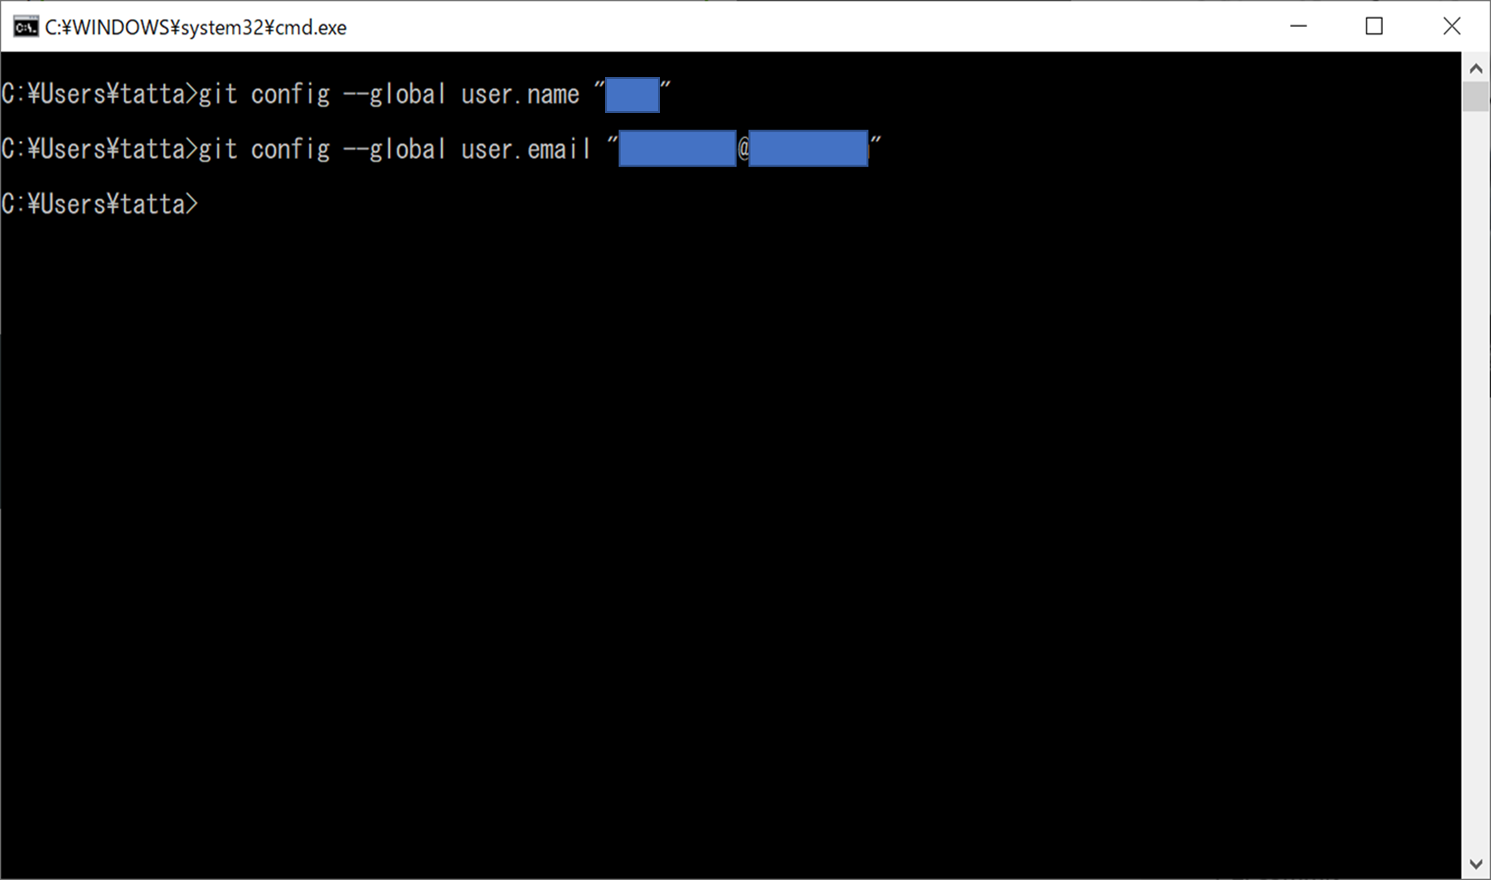 C:¥WINDOWS¥system32¥cmd.exe
C:¥Users¥tatta>git config --global user.name ""
C:¥Users¥tatta>git config --global user.email "@"
C:¥Users¥tatta>